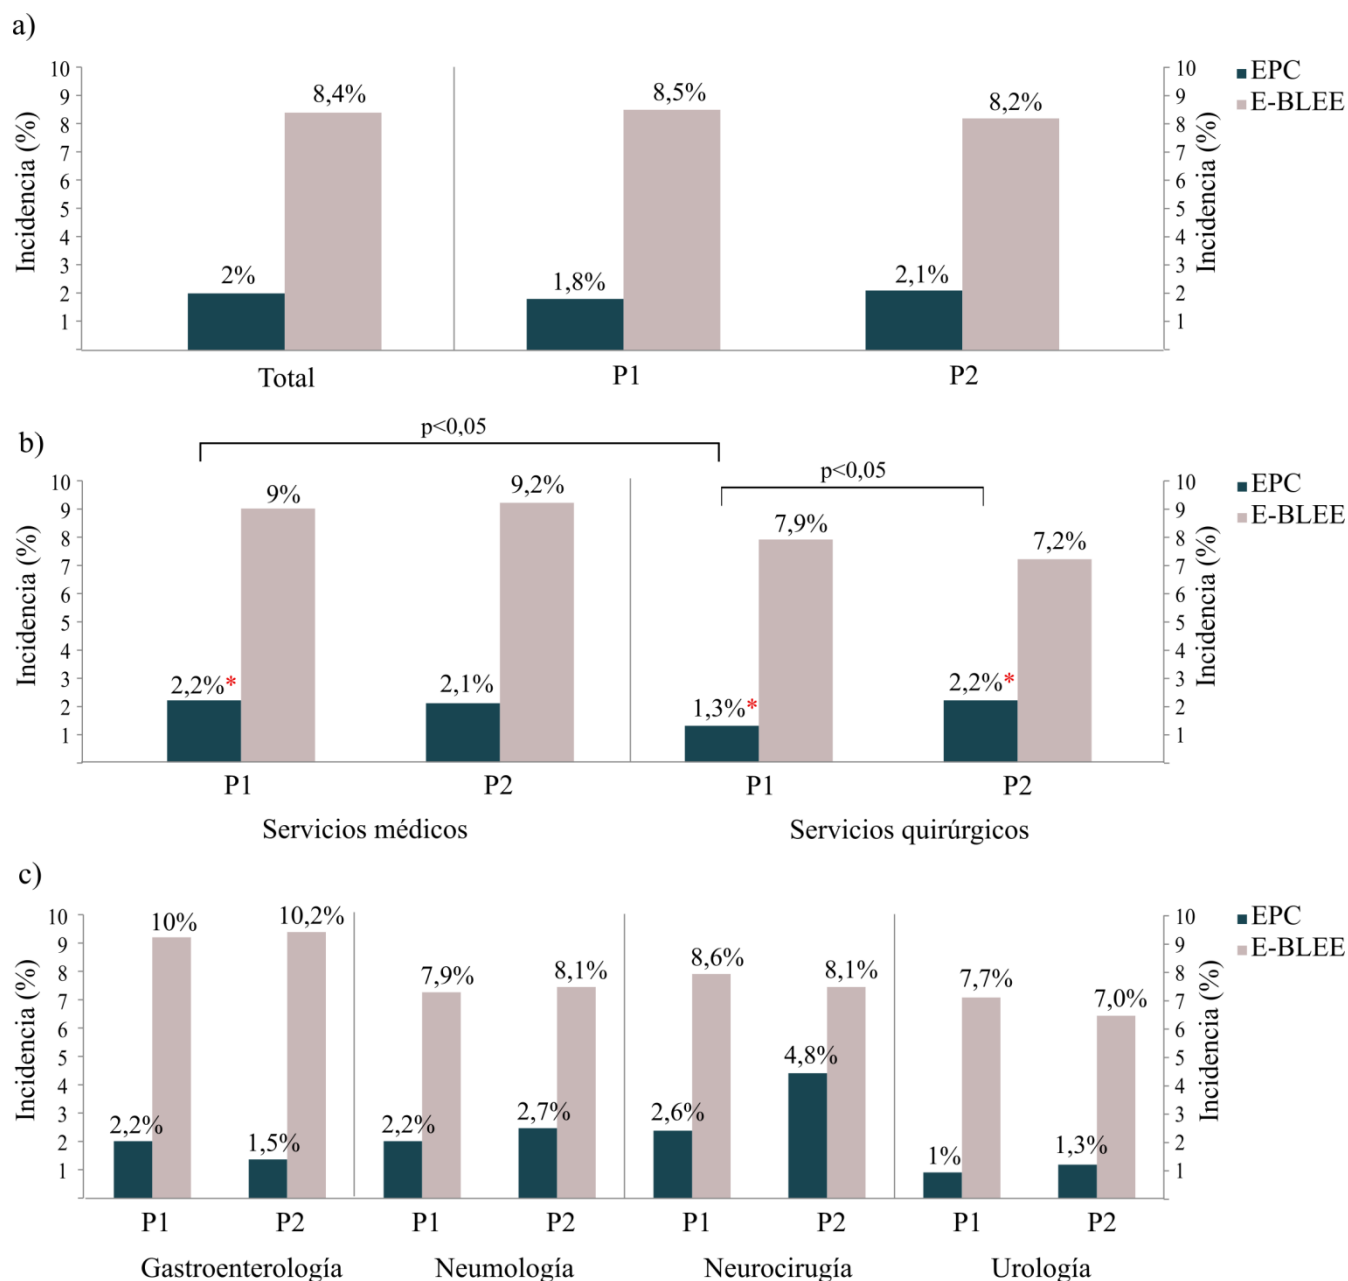 a)
10
9
8
7
6
5
4
3
2
1
Incidencia (%)
2%
8,4%
1,8%
8,5%
2,1%
8,2%
10
9
8
7
6
5
4
3
2
1
Incidencia (%)
EPC
E-BLEE
Total
P1
P2
b)
p<0,05
p<0,05
10
9
8
7
6
5
4
3
2
1
Incidencia (%)
2,2%*
9%
2,1%
9,2%
1,3%*
7,9%
2,2%*
7,2%
10
9
8
7
6
5
4
3
2
1
Incidencia (%)
EPC
E-BLEE
P1
P2
P1
P2
Servicios médicos
Servicios quirúrgicos
c)
10
9
8
7
6
5
4
3
2
1
Incidencia (%)
2,2%
10%
1,5%
10,2%
2,2%
7,9%
2,7%
8,1%
2,6%
8,6%
4,8%
8,1%
1%
7,7%
1,3%
7,0%
10
9
8
7
6
5
4
3
2
1
Incidencia (%)
EPC
E-BLEE
P1
P2
P1
P2
P1
P2
P1
P2
Gastroenterología
Neumología
Neurocirugía
Urología